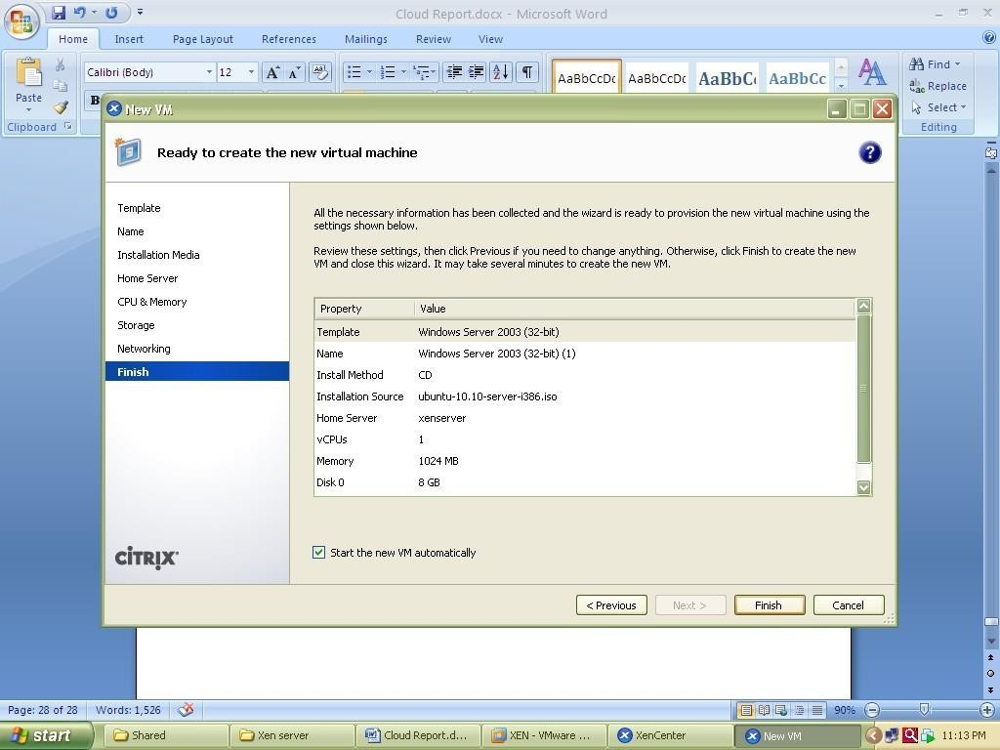 Cloud Report.docx - Microsoft Word
Home Insert Page Layout References Mailings Review View
Calibri (Body) 12
Paste
B
Clipboard
AaBbCcDc AaBbCcDc AaBbC AaBbCc
Find
Replace
Select
Editing
New VM
Ready to create the new virtual machine
Template
Name
Installation Media
Home Server
CPU & Memory
Storage
Networking
Finish
CITRIX
All the necessary information has been collected and the wizard is ready to provision the new virtual machine using the
settings shown below.
Review these settings, then click Previous if you need to change anything. Otherwise, click Finish to create the new
VM and close this wizard. It may take several minutes to create the new VM.
Property Value
Template Windows Server 2003 (32-bit)
Name Windows Server 2003 (32-bit) (1)
Install Method CD
Installation Source ubuntu-10.10-server-i386.iso
Home Server xenserver
vCPUs 1
Memory 1024 MB
Disk 0 8 GB
Start the new VM automatically
< Previous Next > Finish Cancel
Page: 28 of 28 Words: 1,526 90%
start Shared Xen server Cloud Report.d... XEN - VMware ... XenCenter New VM 11:13 PM